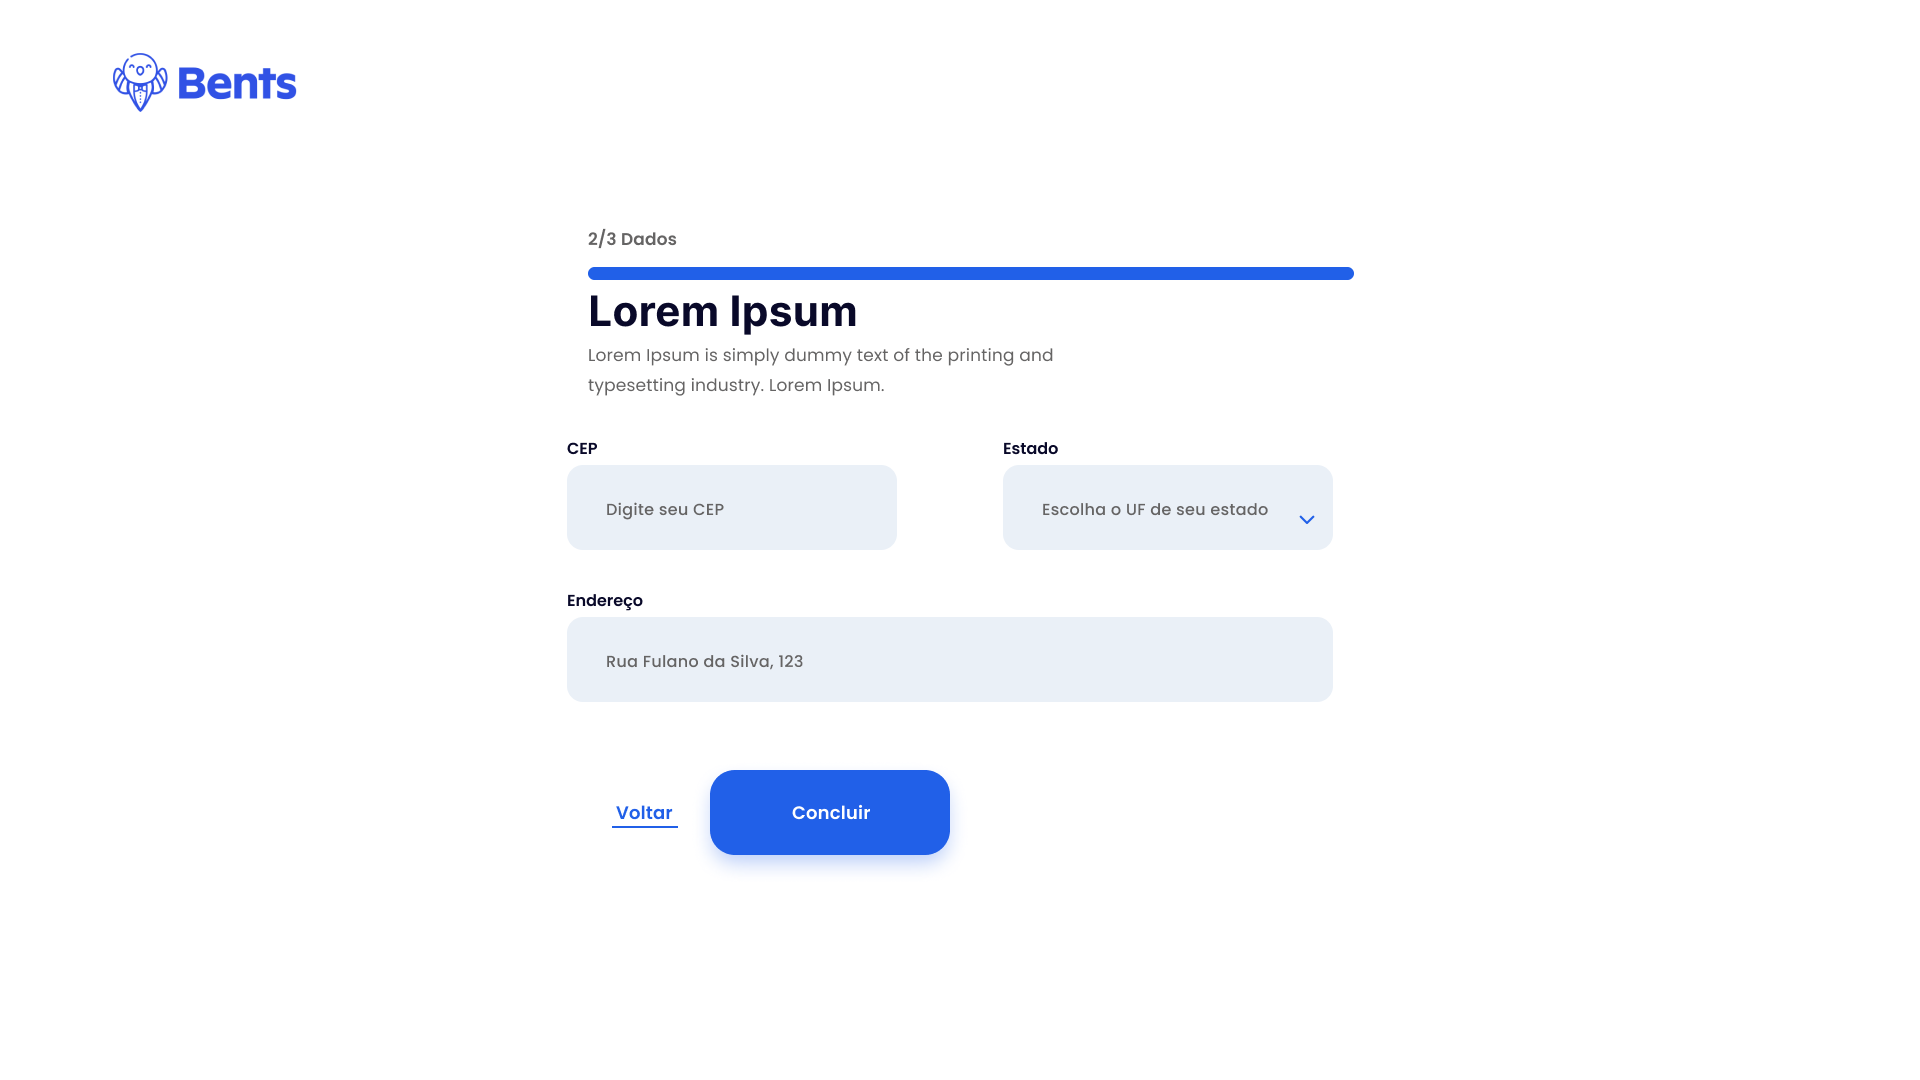 Bents
2/3 Dados
Lorem Ipsum
Lorem Ipsum is simply dummy text of the printing and
typesetting industry. Lorem Ipsum.
CEP
Digite seu CEP
Estado
Escolha o UF de seu estado
Endereço
Rua Fulano da Silva, 123
Voltar
Concluir